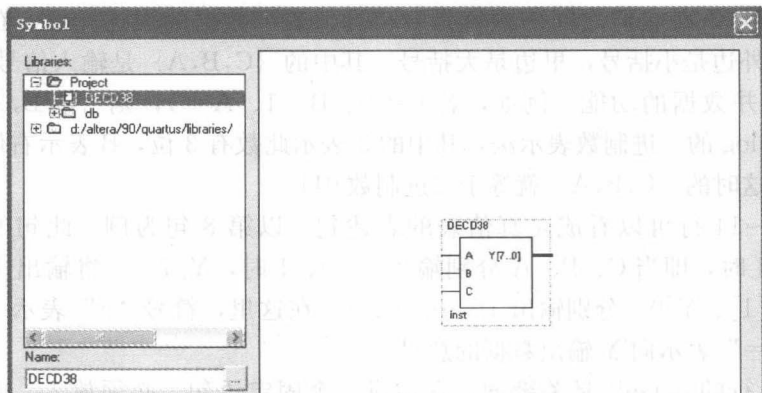 Symbol
Libraries:
Project
DECD38
db
d:/altera/90/quartus/libraries/
DECD38
A Y[7..0]
B
C
inst
Name:
DECD38